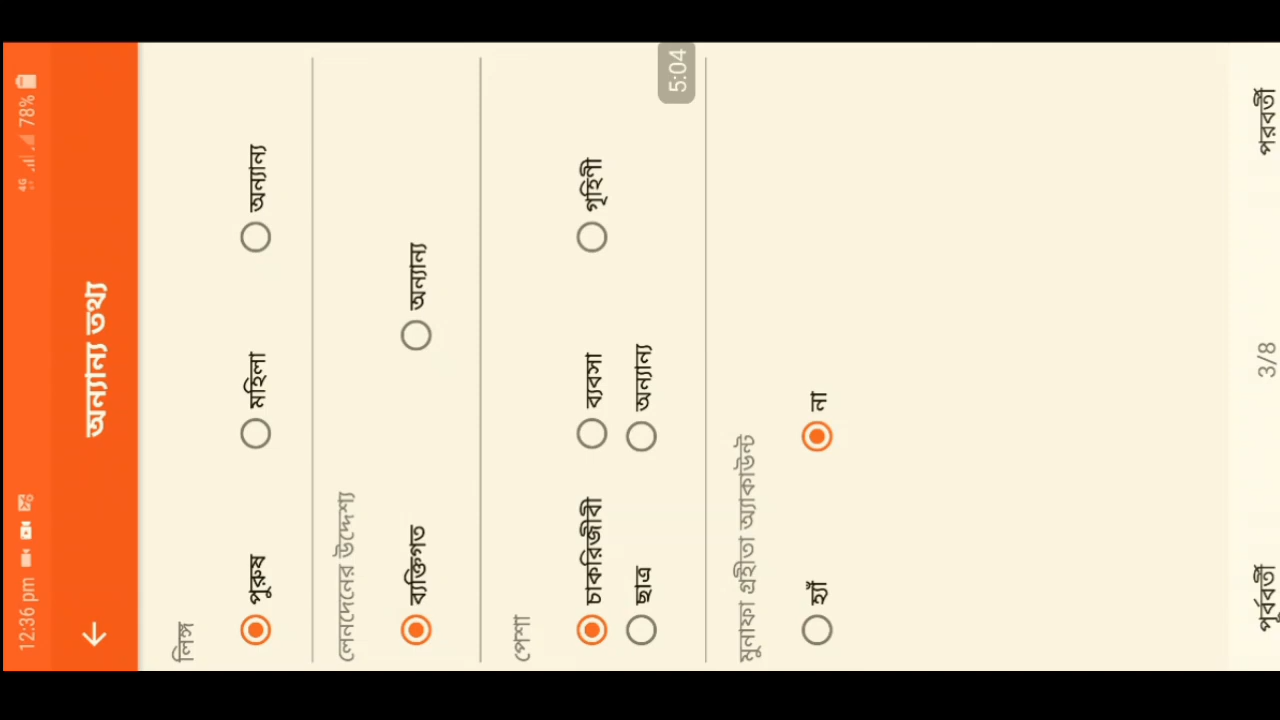 12:36 pm 4G 78%
অন্যান্য তথ্য
লিঙ্গ
পুরুষ মহিলা অন্যান্য
লেনদেনের উদ্দেশ্য
ব্যক্তিগত অন্যান্য
পেশা
চাকরিজীবী ব্যবসা গৃহিণী
ছাত্র অন্যান্য
5:04
মুনাফা গ্রহীতা অ্যাকাউন্ট
হ্যাঁ না
পূর্ববর্তী 3/8 পরবর্তী